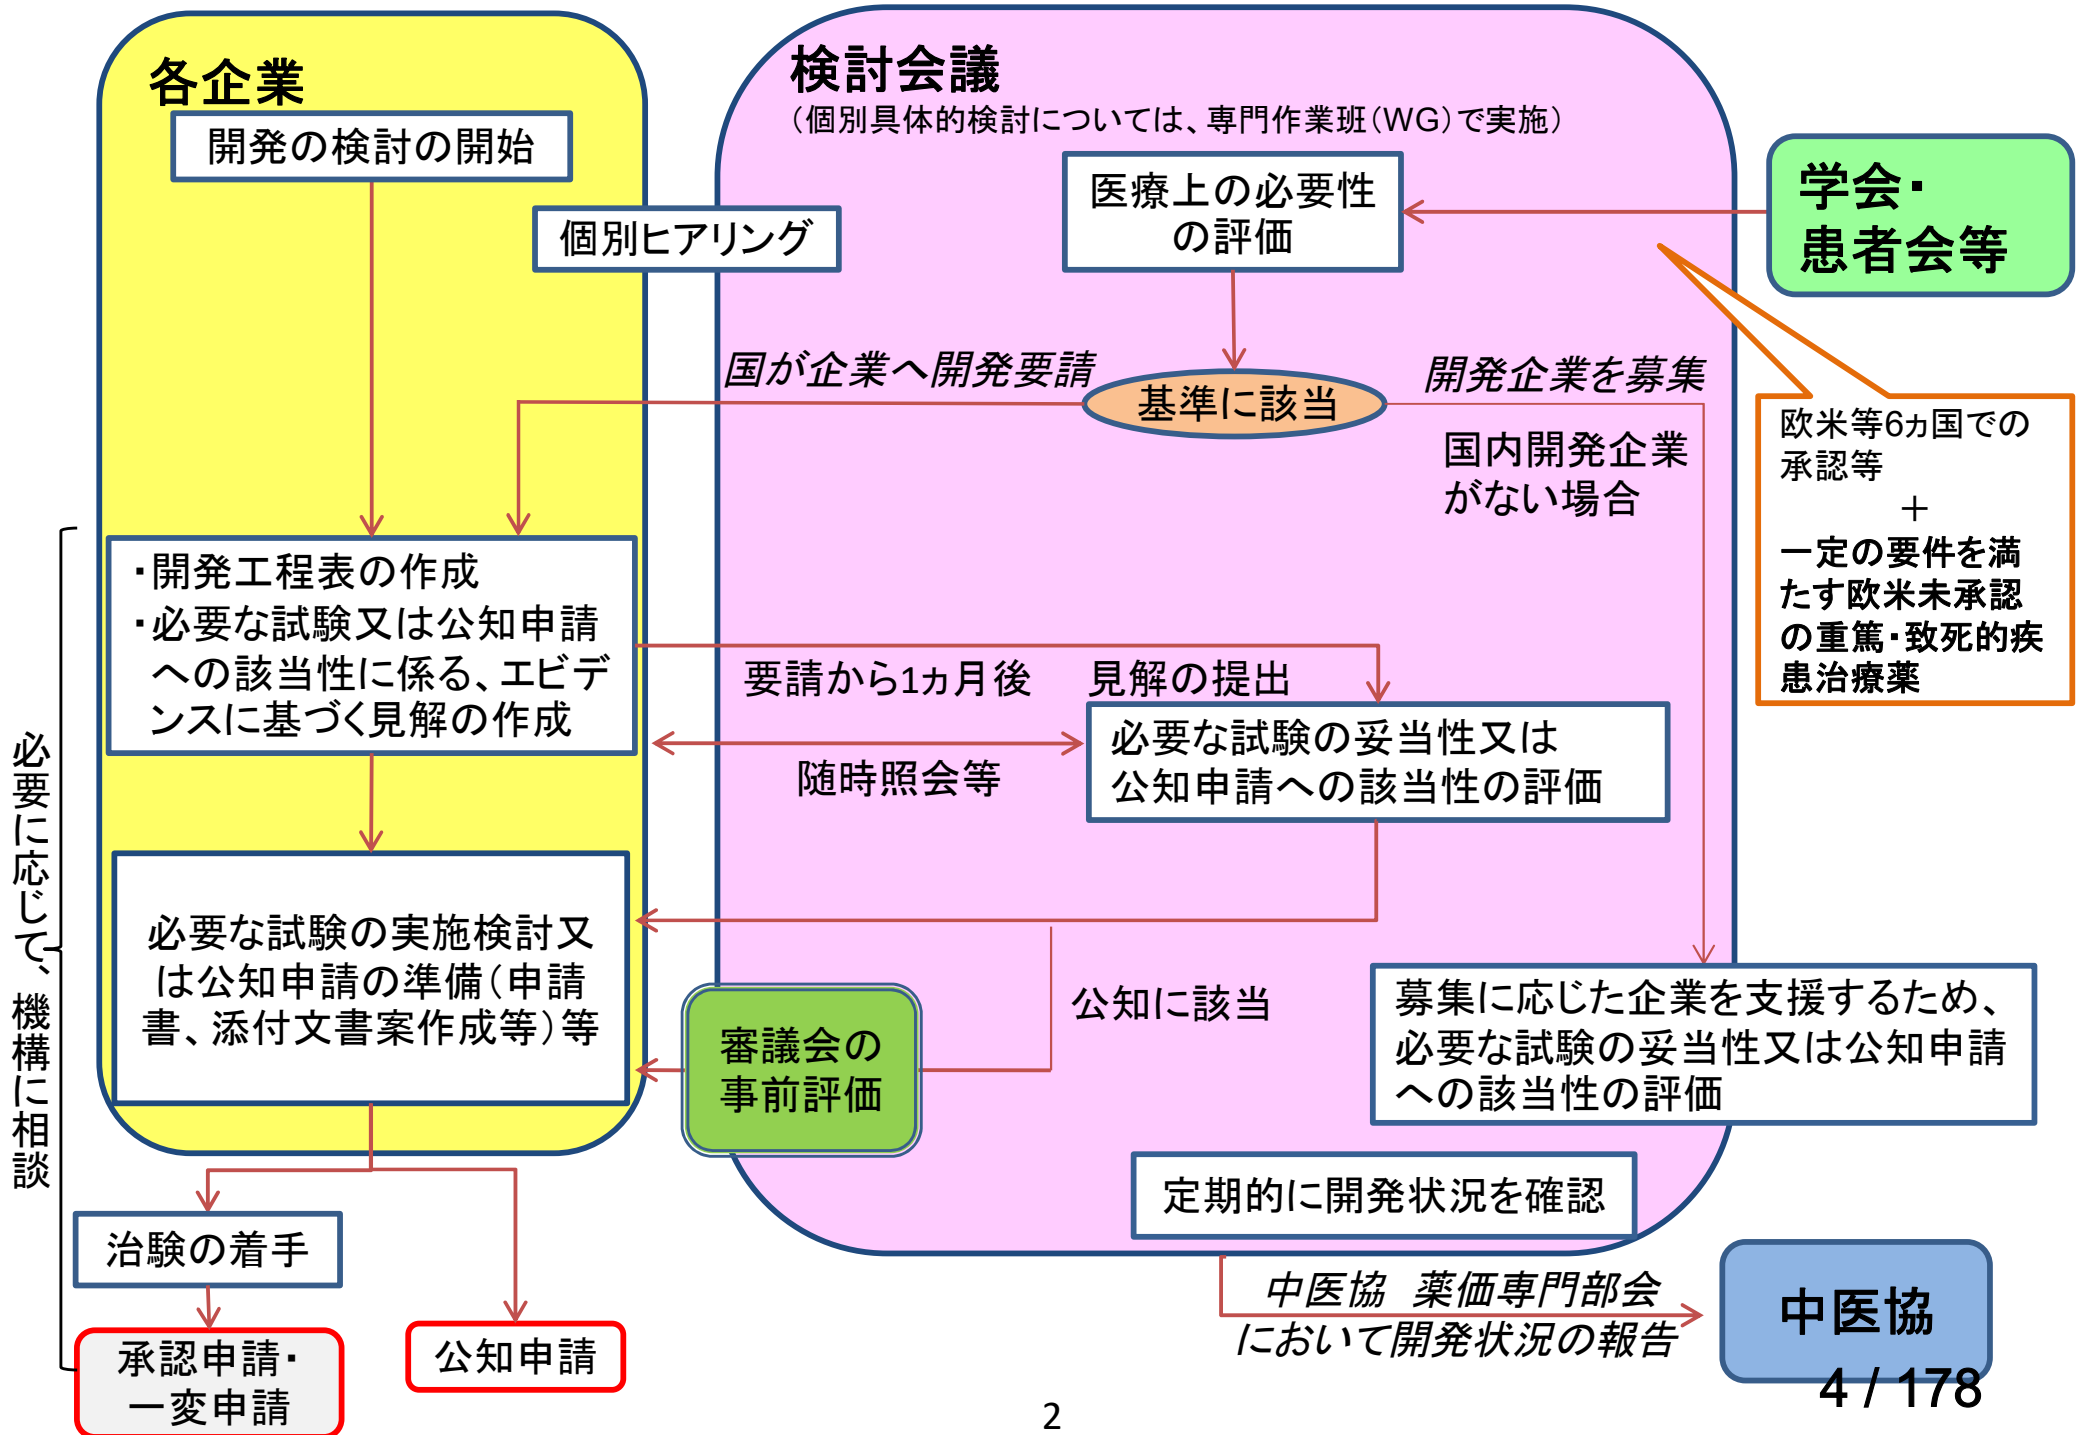 各企業
開発の検討の開始
個別ヒアリング
検討会議
（個別具体的検討については、専門作業班（WG）で実施）
医療上の必要性
の評価
学会・
患者会等
国が企業へ開発要請
基準に該当
開発企業を募集
国内開発企業
がない場合
欧米等6ヵ国での
承認等
＋
一定の要件を満
たす欧米未承認
の重篤・致死的疾
患治療薬
・開発工程表の作成
・必要な試験又は公知申請
への該当性に係る、エビデ
ンスに基づく見解の作成
要請から1ヵ月後
見解の提出
随時照会等
必要な試験の妥当性又は
公知申請への該当性の評価
必要に応じて、機構に相談
必要な試験の実施検討又
は公知申請の準備（申請
書、添付文書案作成等）等
審議会の
事前評価
公知に該当
募集に応じた企業を支援するため、
必要な試験の妥当性又は公知申請
への該当性の評価
定期的に開発状況を確認
治験の着手
承認申請・
一変申請
公知申請
中医協　薬価専門部会
において開発状況の報告
中医協
4 / 178
2